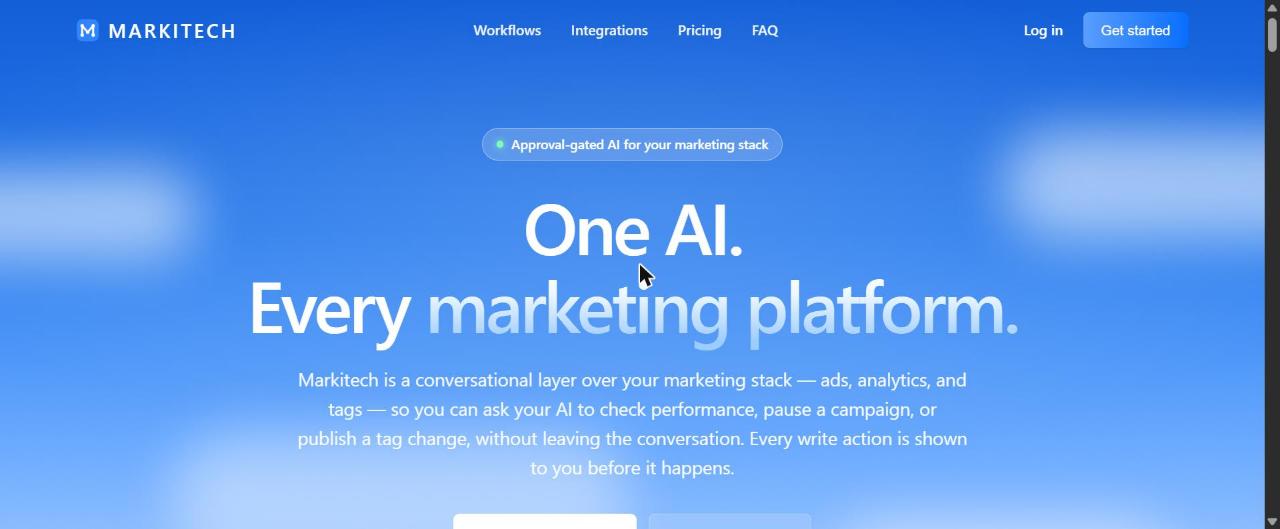 MARKITECH
Workflows
Integrations
Pricing
FAQ
Log in
Get started
Approval-gated AI for your marketing stack
One AI.
Every marketing platform.
Markitech is a conversational layer over your marketing stack — ads, analytics, and
tags — so you can ask your AI to check performance, pause a campaign, or
publish a tag change, without leaving the conversation. Every write action is shown
to you before it happens.